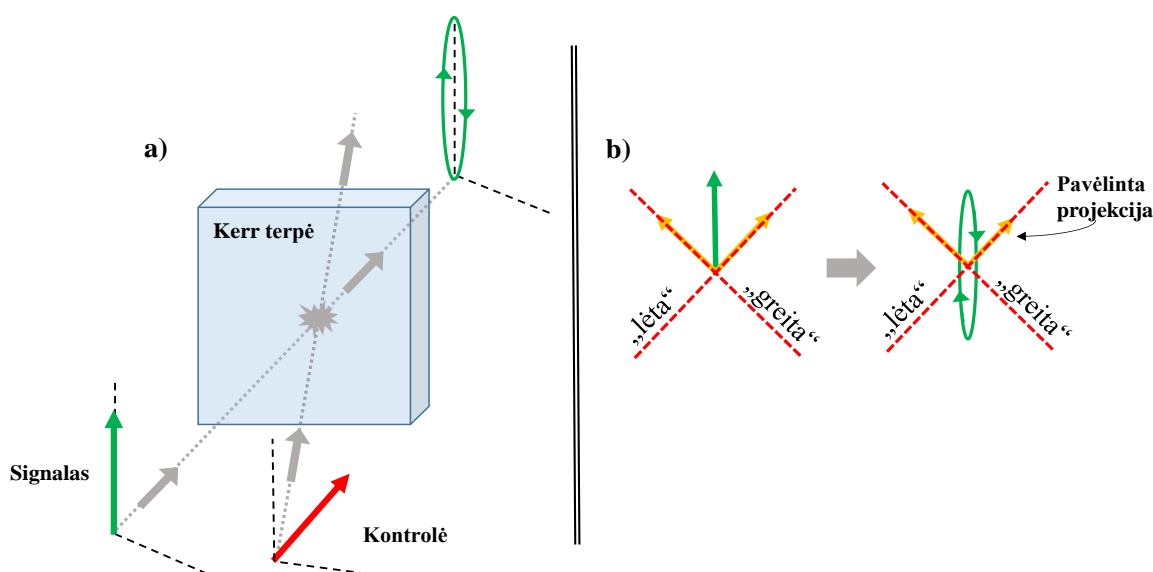 a)
Kerr terpė
Signalas
Kontrolė
b)
Pavėlinta
projekcija
„lėta“
„greita“
„lėta“
„greita“